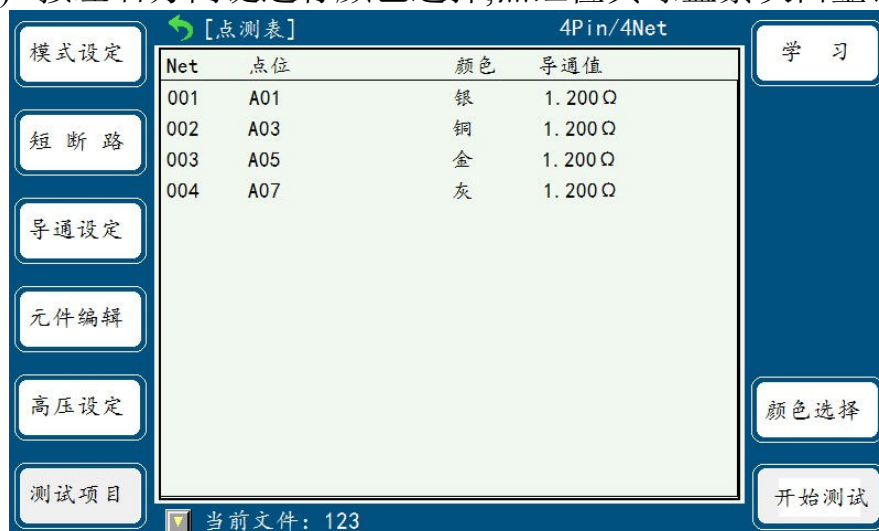 [点测表] 4Pin/4Net
模式设定
学 习
Net 点位 颜色 导通值
001 A01 银 1.200Ω
002 A03 铜 1.200Ω
003 A05 金 1.200Ω
004 A07 灰 1.200Ω
短 断 路
导通设定
元件编辑
高压设定
颜色选择
测试项目
开始测试
当前文件: 123